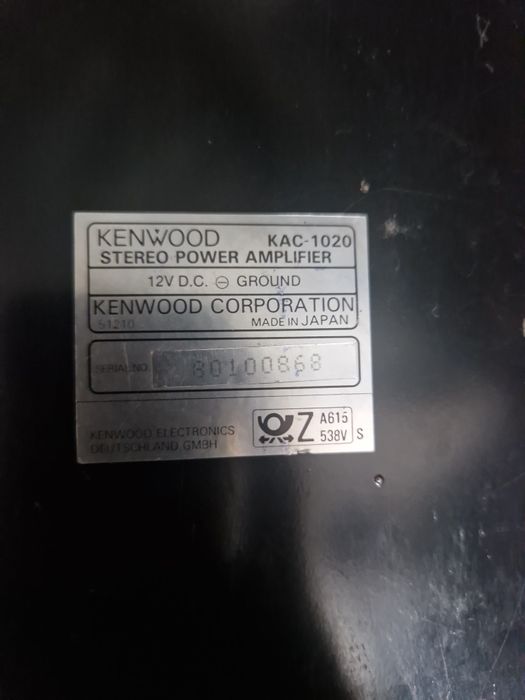 KENWOOD KAC-1020
STEREO POWER AMPLIFIER
12V D.C. ⊖ GROUND
KENWOOD CORPORATION
51210 MADE IN JAPAN
SERIAL NO. 80100868
KENWOOD ELECTRONICS
DEUTSCHLAND GMBH
Z A615
538V S